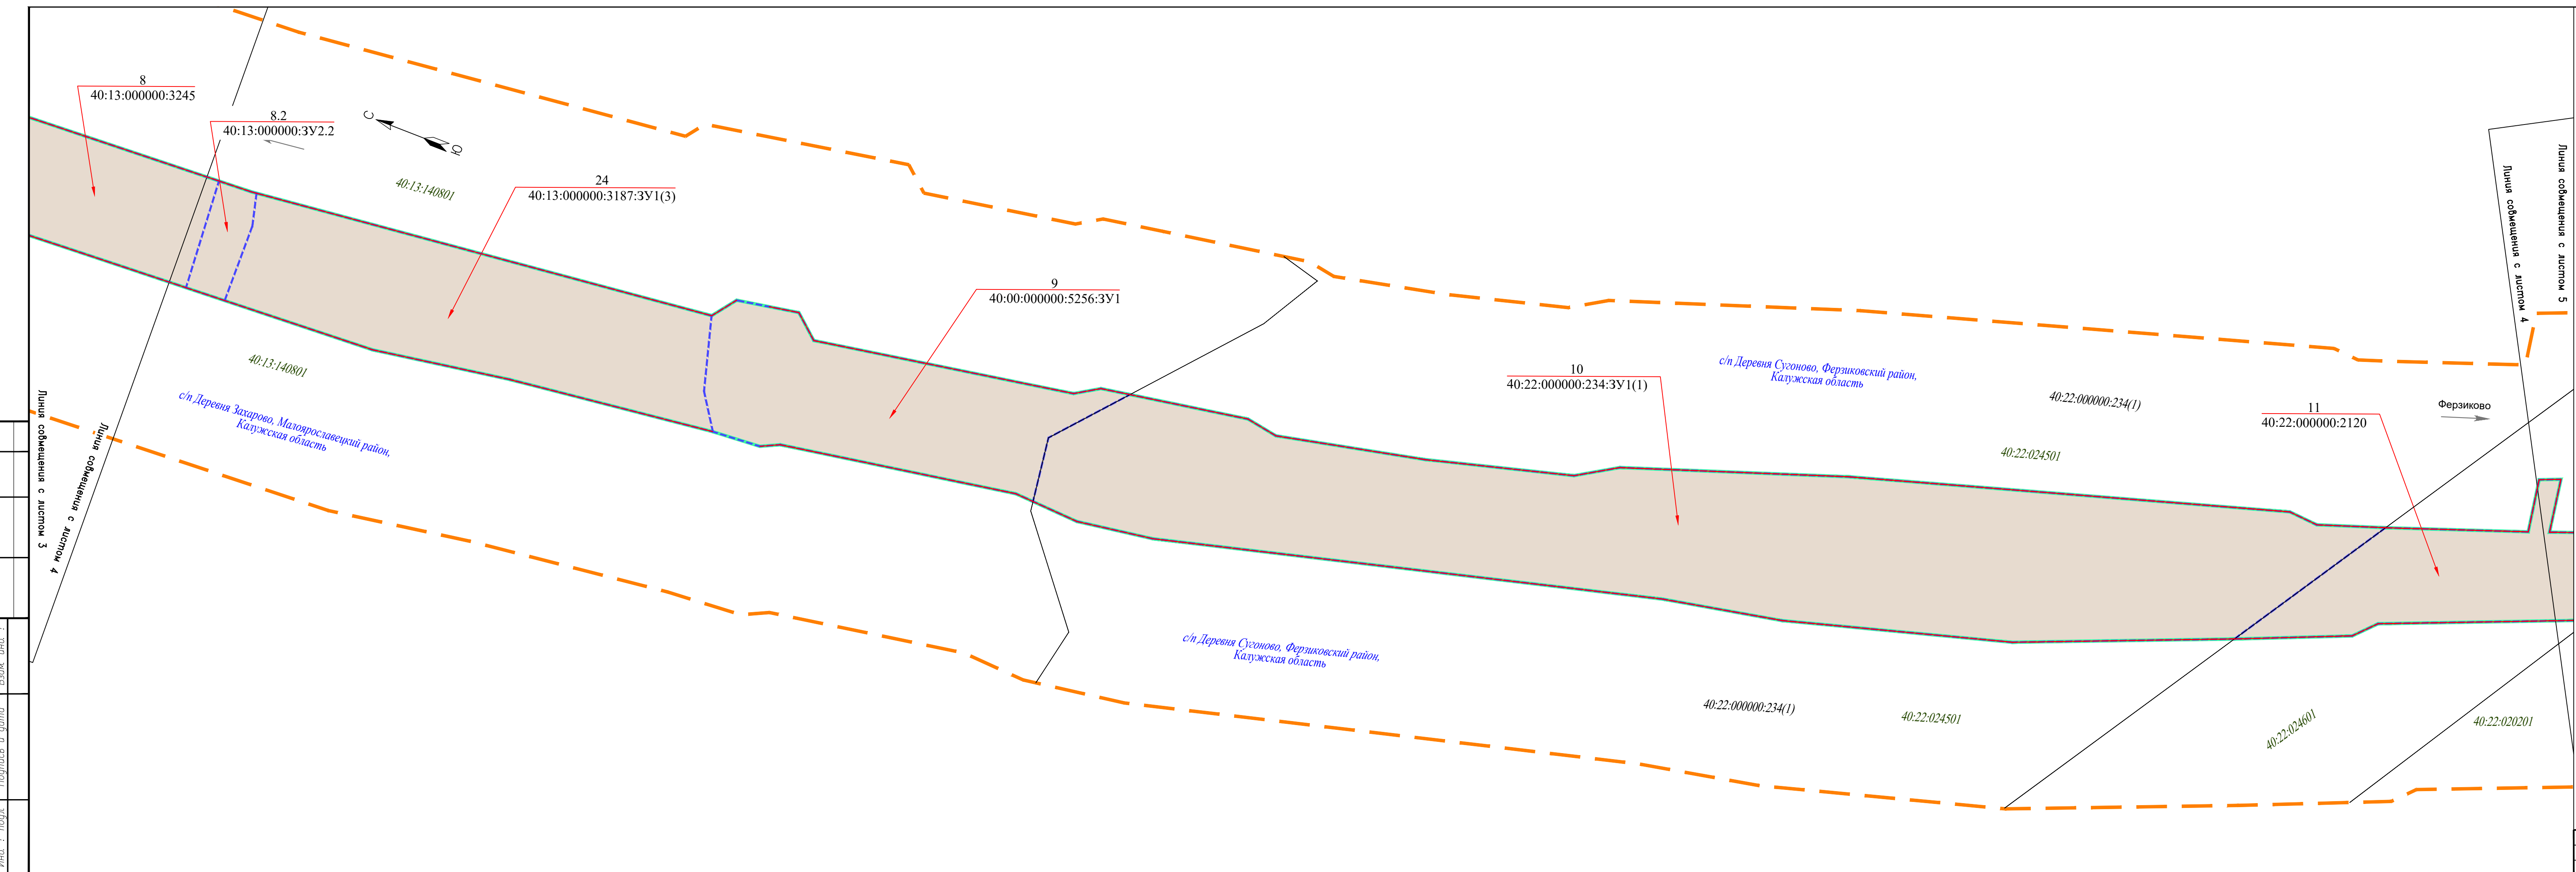 8
40:13:000000:3245
8.2
40:13:000000:ЗУ2.2
С
Ю
40:13:140801
24
40:13:000000:3187:ЗУ1(3)
9
40:00:000000:5256:ЗУ1
40:13:140801
с/п Деревня Захарово, Малоярославецкий район,
Калужская область
Линия совмещения с листом 3
Линия совмещения с листом 4
10
40:22:000000:234:ЗУ1(1)
с/п Деревня Сугоново, Ферзиковский район,
Калужская область
40:22:000000:234(1)
40:22:024501
Ферзиково
11
40:22:000000:2120
Линия совмещения с листом 4
Линия совмещения с листом 5
с/п Деревня Сугоново, Ферзиковский район,
Калужская область
40:22:000000:234(1)
40:22:024501
40:22:024601
40:22:020201
Подпись и дата